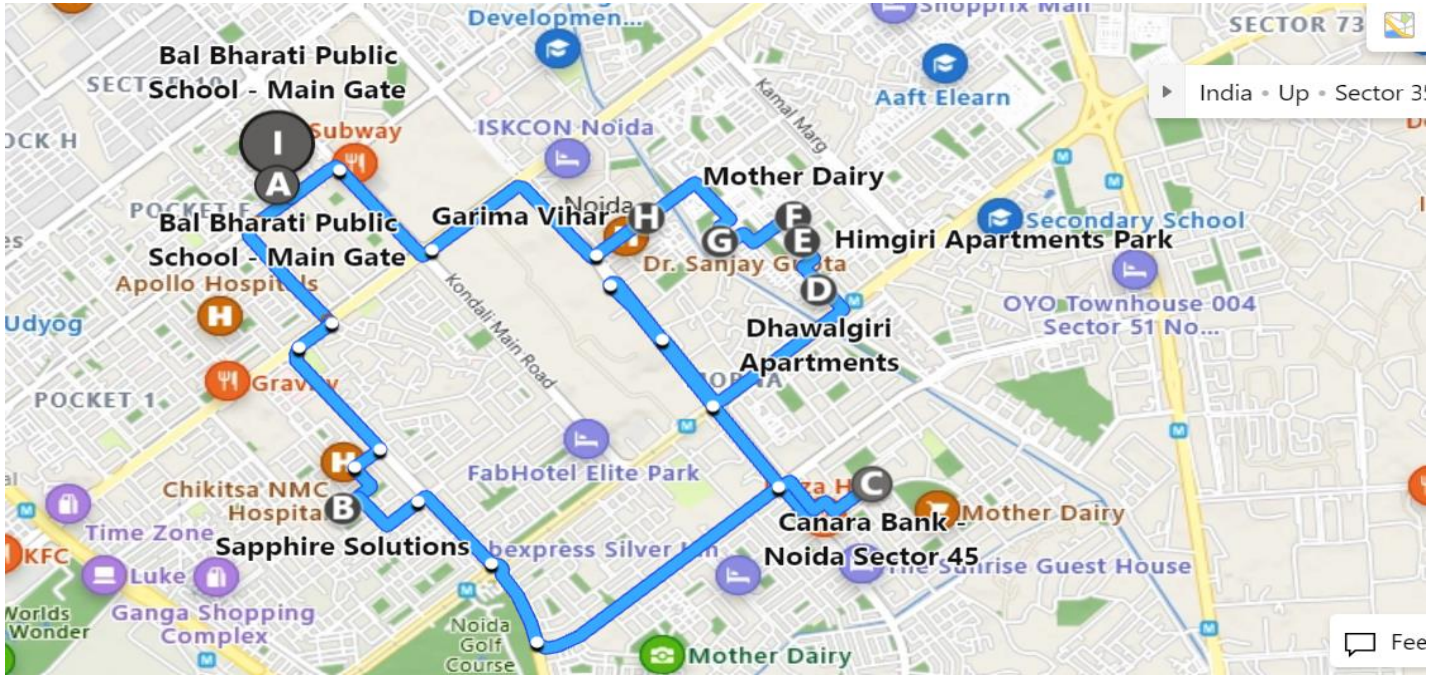 Developmen...
Shopprix Mall
SECTOR 73
Bal Bharati Public
School - Main Gate
India • Up • Sector 35
Aaft Elearn
Kamal Marg
OCK H
I
Subway
ISKCON Noida
A
Mother Dairy
POCKET E
Bal Bharati Public
School - Main Gate
Garima Vihar
Noida
H
H
G
F
E
Himgiri Apartments Park
Secondary School
Dr. Sanjay Gupta
Apollo Hospitals
H
D
OYO Townhouse 004
Sector 51 No...
Udyog
Kondali Main Road
Dhawalgiri
Apartments
MORNA
Gravity
POCKET 1
M
FabHotel Elite Park
H
Chikitsa NMC
Hospital
B
C
Mother Dairy
Time Zone
Canara Bank -
Noida Sector 45
Sapphire Solutions
KFC
Luke
The Sunrise Guest House
Ganga Shopping
Complex
Worlds
Wonder
Noida
Golf
Course
Mother Dairy
Fee